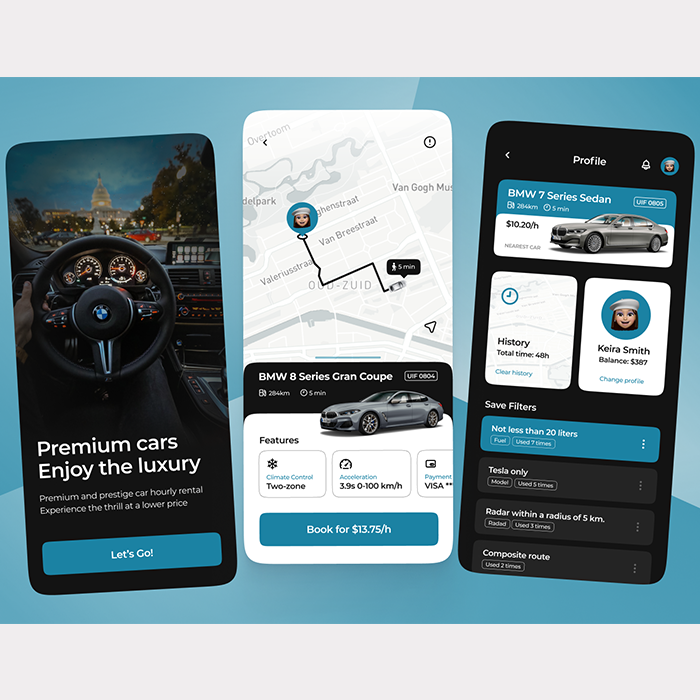 Premium cars
Enjoy the luxury
Premium and prestige car hourly rental
Experience the thrill at a lower price
Let's Go!
Overtoom
delpark
ghenstraat
Van Gogh Mus
Van Breestraat
Valeriusstraa
OUD-ZUID
5 min
BMW 8 Series Gran Coupe
UIF 0804
284km
5 min
Features
Climate Control
Two-zone
Acceleration
3.9s 0-100 km/h
Payment
VISA **
Book for $13.75/h
Profile
BMW 7 Series Sedan
UIF 0805
284km
5 min
$10.20/h
NEAREST CAR
History
Total time: 48h
Clear history
Keira Smith
Balance: $387
Change profile
Save Filters
Not less than 20 liters
Fuel
Used 7 times
Tesla only
Model
Used 5 times
Radar within a radius of 5 km.
Radad
Used 3 times
Composite route
Used 2 times